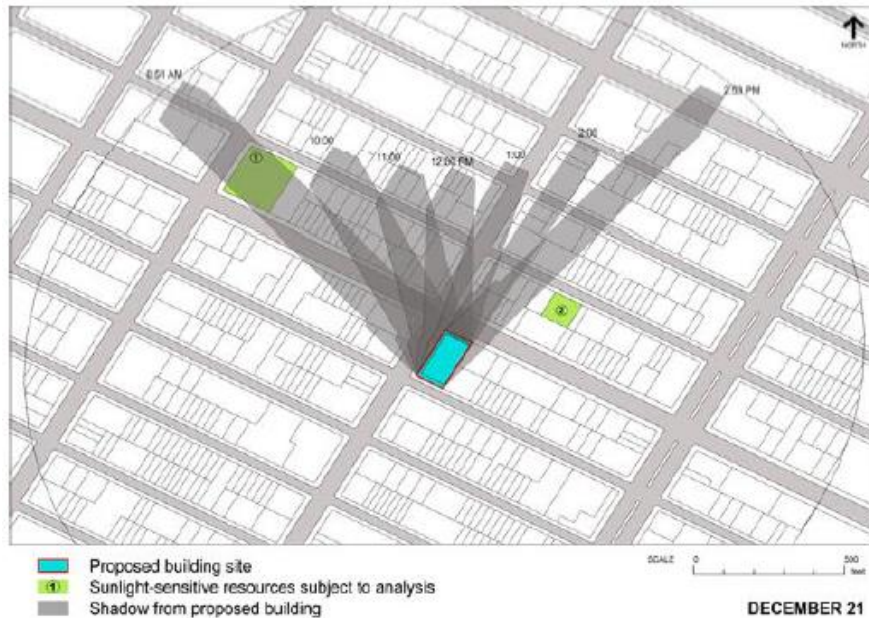 NORTH
8:51 AM
2:53 PM
10:00
11:00
12:00 PM
1:00
2:00
①
②
Proposed building site
① Sunlight-sensitive resources subject to analysis
Shadow from proposed building
SCALE 0 500
feet
DECEMBER 21